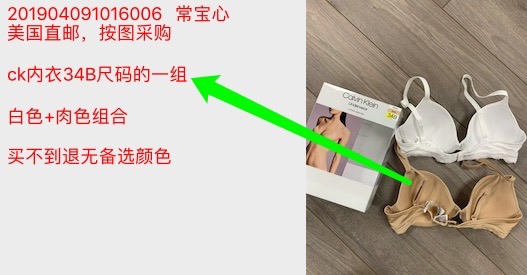 201904091016006 常宝心
美国直邮，按图采购
ck内衣34B尺码的一组
白色+肉色组合
买不到退无备选颜色
Calvin Klein
Underwear
34B